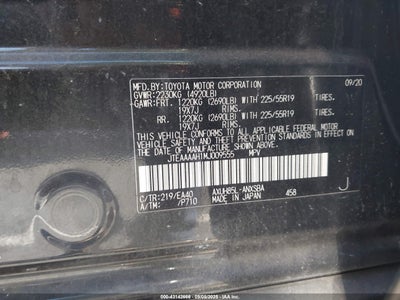 MFD.BY:TOYOTA MOTOR CORPORATION 09/20
GVWR:2230KG (4920LB)
GAWR:FRT. 1220KG (2690LB) WITH 225/55R19 TIRES.
19X7J RIMS.
RR. 1220KG (2690LB) WITH 225/55R19 TIRES.
19X7J RIMS.
THIS VEHICLE CONFORMS TO ALL APPLICABLE FEDERAL MOTOR
VEHICLE SAFETY AND THEFT PREVENTION STANDARDS IN EFFECT
ON THE DATE OF MANUFACTURE SHOWN ABOVE.
JTEAAAAH1MJ009555 MPV
C/TR:219/EA40 AXUH85L-ANXSBA
A/TM: /P710 MADE IN JAPAN 458 J